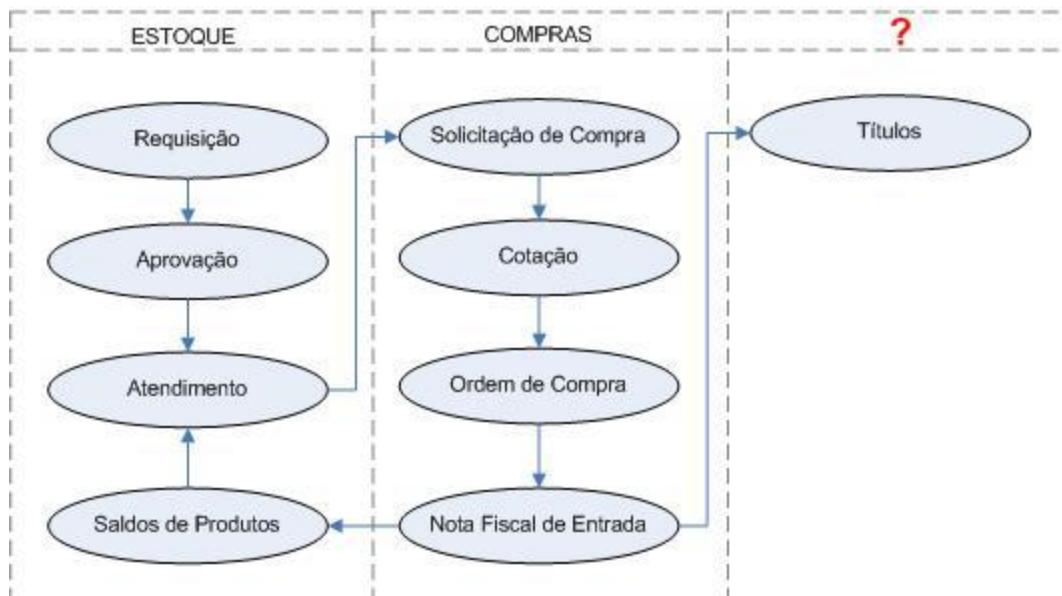 ESTOQUE
COMPRAS
?
Requisição
Solicitação de Compra
Títulos
Aprovação
Cotação
Atendimento
Ordem de Compra
Saldos de Produtos
Nota Fiscal de Entrada